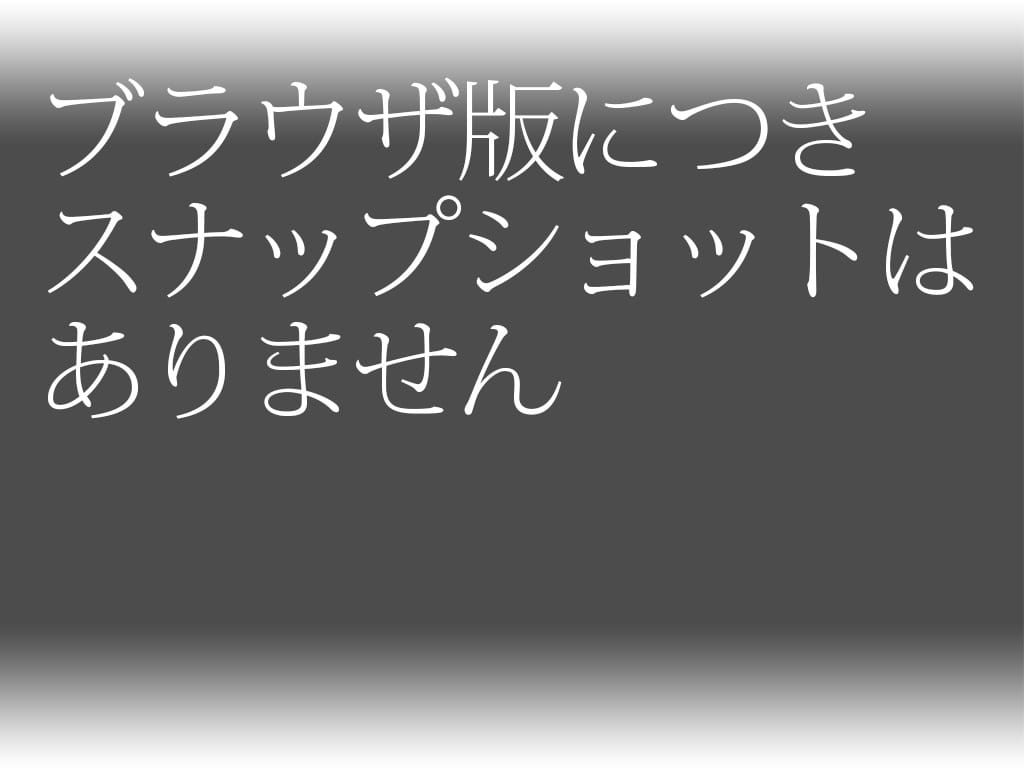 ブラウザ版につき
スナップショットは
ありません